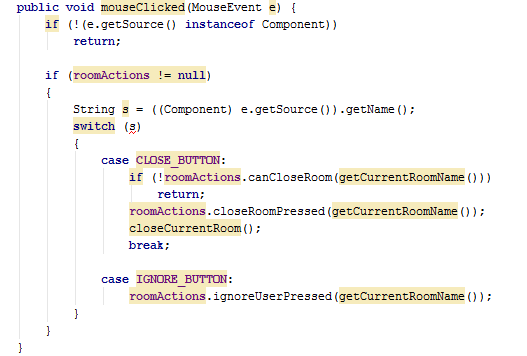 public void mouseClicked(MouseEvent e) {
    if (!(e.getSource() instanceof Component))
        return;

    if (roomActions != null)
    {
        String s = ((Component) e.getSource()).getName();
        switch (s)
        {
            case CLOSE_BUTTON:
                if (!roomActions.canCloseRoom(getCurrentRoomName()))
                    return;
                roomActions.closeRoomPressed(getCurrentRoomName());
                closeCurrentRoom();
                break;

            case IGNORE_BUTTON:
                roomActions.ignoreUserPressed(getCurrentRoomName());
        }
    }
}